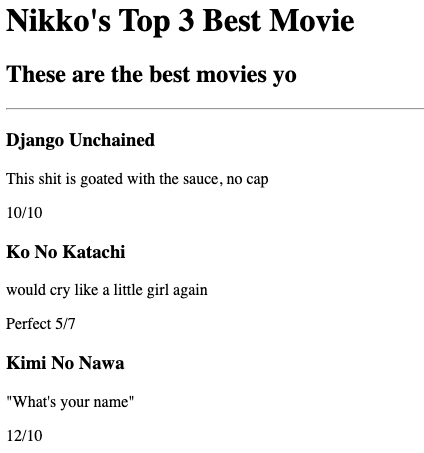 Nikko's Top 3 Best Movie
These are the best movies yo
Django Unchained
This shit is goated with the sauce, no cap
10/10
Ko No Katachi
would cry like a little girl again
Perfect 5/7
Kimi No Nawa
"What's your name"
12/10